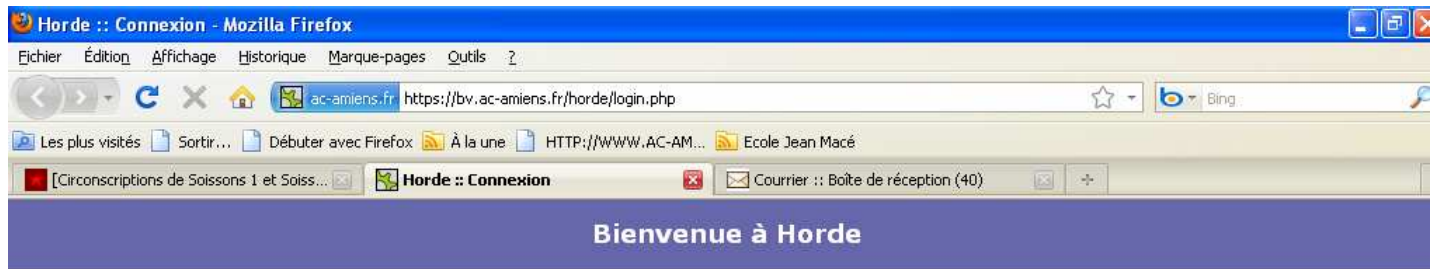 Horde :: Connexion - Mozilla Firefox
Fichier Édition Affichage Historique Marque-pages Outils ?
ac-amiens.fr https://bv.ac-amiens.fr/horde/login.php Bing
Les plus visités Sortir... Débuter avec Firefox À la une HTTP://WWW.AC-AM... Ecole Jean Macé
[Circonscriptions de Soissons 1 et Soiss... Horde :: Connexion Courrier :: Boîte de réception (40)
Bienvenue à Horde